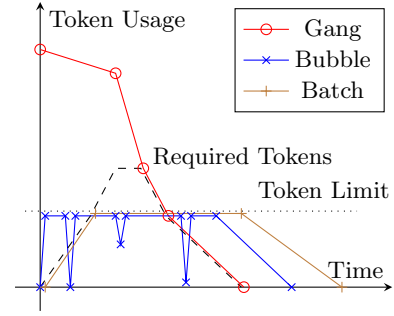 Token Usage
Gang
Bubble
Batch
Required Tokens
Token Limit
Time